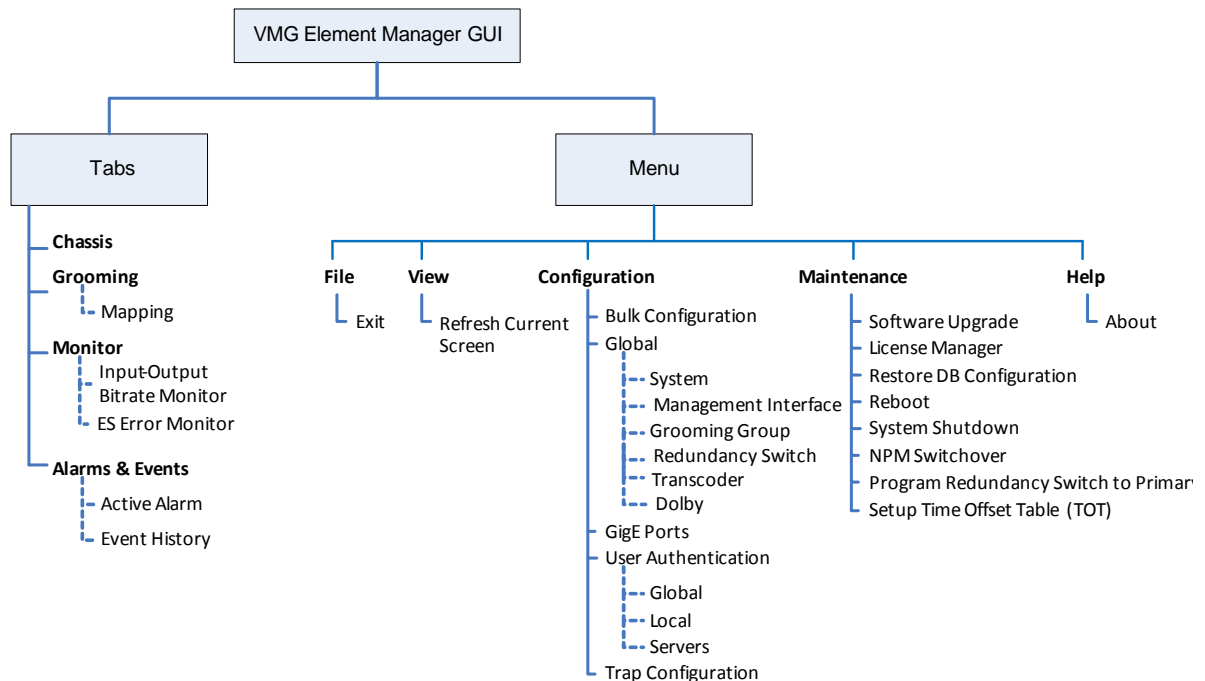 VMG Element Manager GUI
Tabs
Menu
Chassis
Grooming
Mapping
Monitor
Input-Output
Bitrate Monitor
ES Error Monitor
Alarms & Events
Active Alarm
Event History
File
Exit
View
Refresh Current
Screen
Configuration
Bulk Configuration
Global
System
Management Interface
Grooming Group
Redundancy Switch
Transcoder
Dolby
GigE Ports
User Authentication
Global
Local
Servers
Trap Configuration
Maintenance
Software Upgrade
License Manager
Restore DB Configuration
Reboot
System Shutdown
NPM Switchover
Program Redundancy Switch to Primary
Setup Time Offset Table (TOT)
Help
About